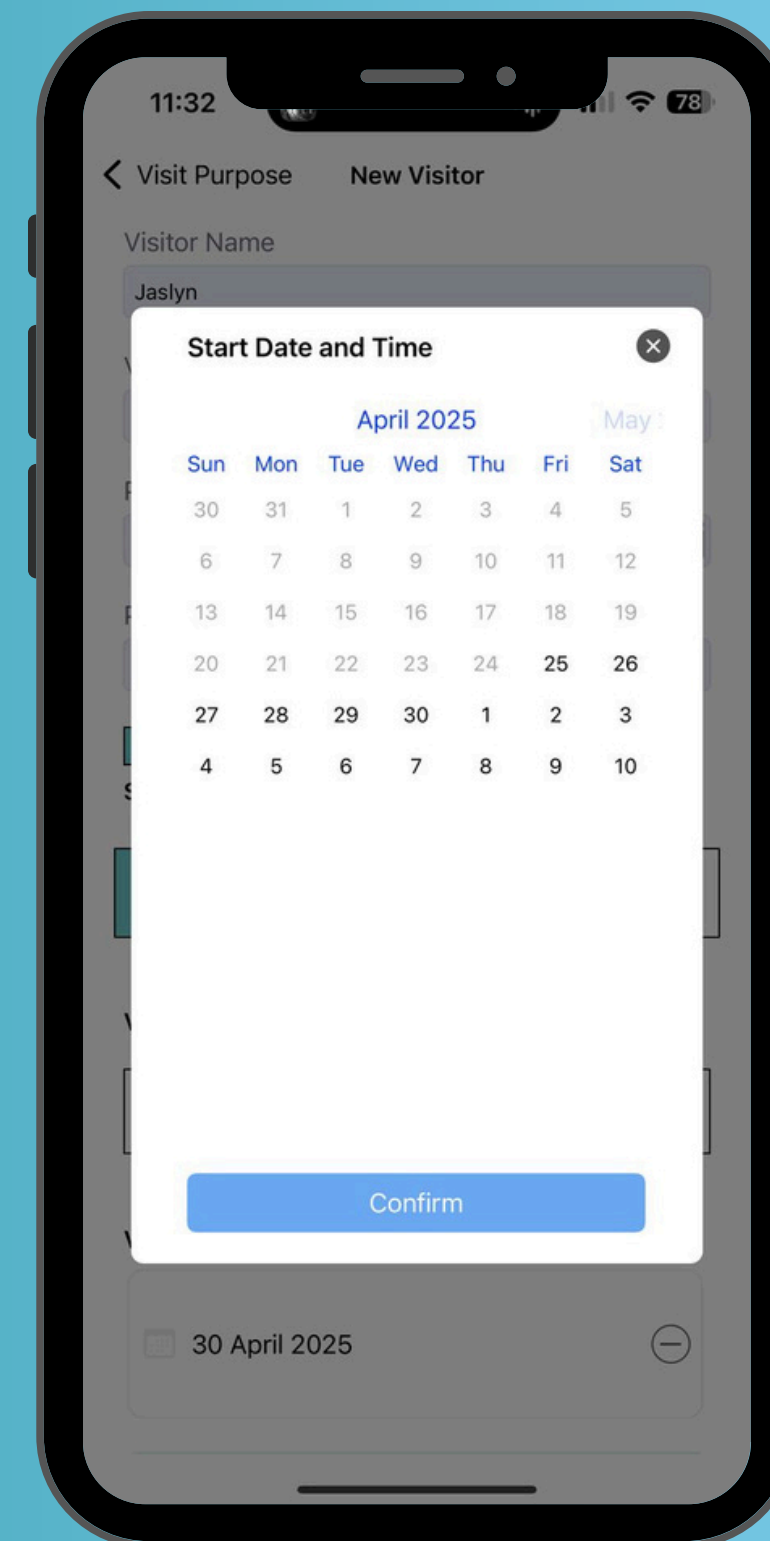 11:32 78
Visit Purpose New Visitor
Visitor Name
Jaslyn
Start Date and Time
April 2025 May
Sun Mon Tue Wed Thu Fri Sat
30 31 1 2 3 4 5
6 7 8 9 10 11 12
13 14 15 16 17 18 19
20 21 22 23 24 25 26
27 28 29 30 1 2 3
4 5 6 7 8 9 10
Confirm
30 April 2025